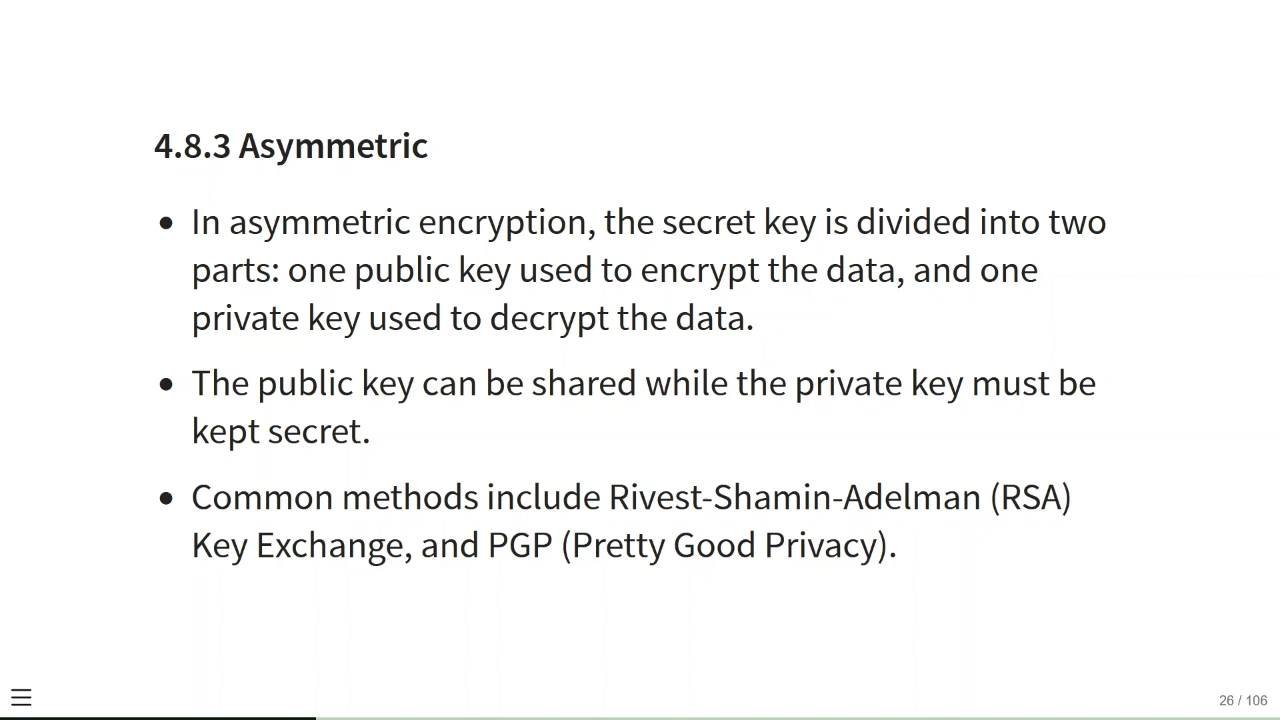 4.8.3 Asymmetric
• In asymmetric encryption, the secret key is divided into two
parts: one public key used to encrypt the data, and one
private key used to decrypt the data.
• The public key can be shared while the private key must be
kept secret.
• Common methods include Rivest-Shamin-Adelman (RSA)
Key Exchange, and PGP (Pretty Good Privacy).
26 / 106